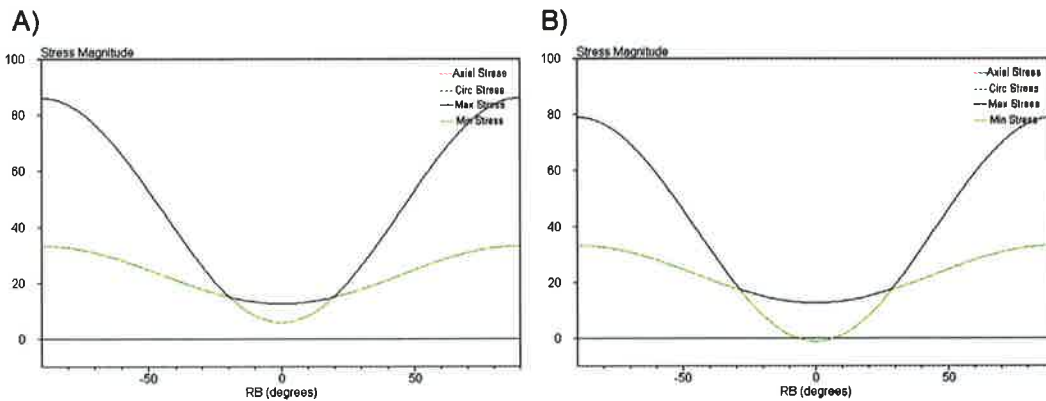 A)
Stress Magnitude
100
80
60
40
20
0
-50
0
50
RB (degrees)
Axial Stress
Circ Stress
Max Stress
Min Stress
B)
Stress Magnitude
100
80
60
40
20
0
-50
0
50
RB (degrees)
Axial Stress
Circ Stress
Max Stress
Min Stress